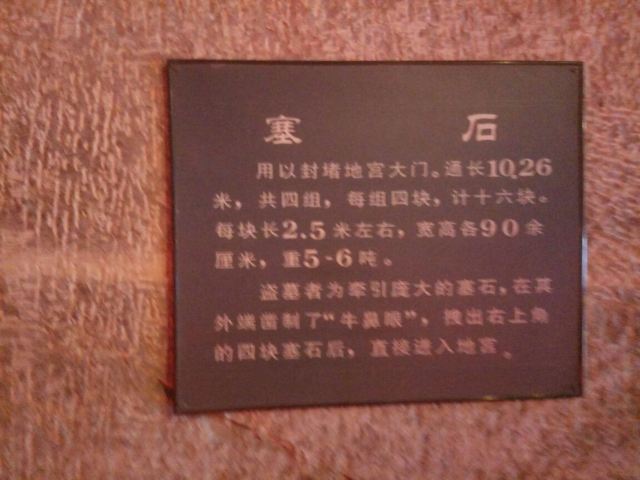 塞 石
用以封堵地宫大门。通长10.26
米，共四组，每组四块，计十六块。
每块长2.5米左右，宽高各90余
厘米，重5-6吨。
盗墓者为牵引庞大的塞石，在其
外端凿制了“牛鼻眼”，拽出右上角
的四块塞石后，直接进入地宫。